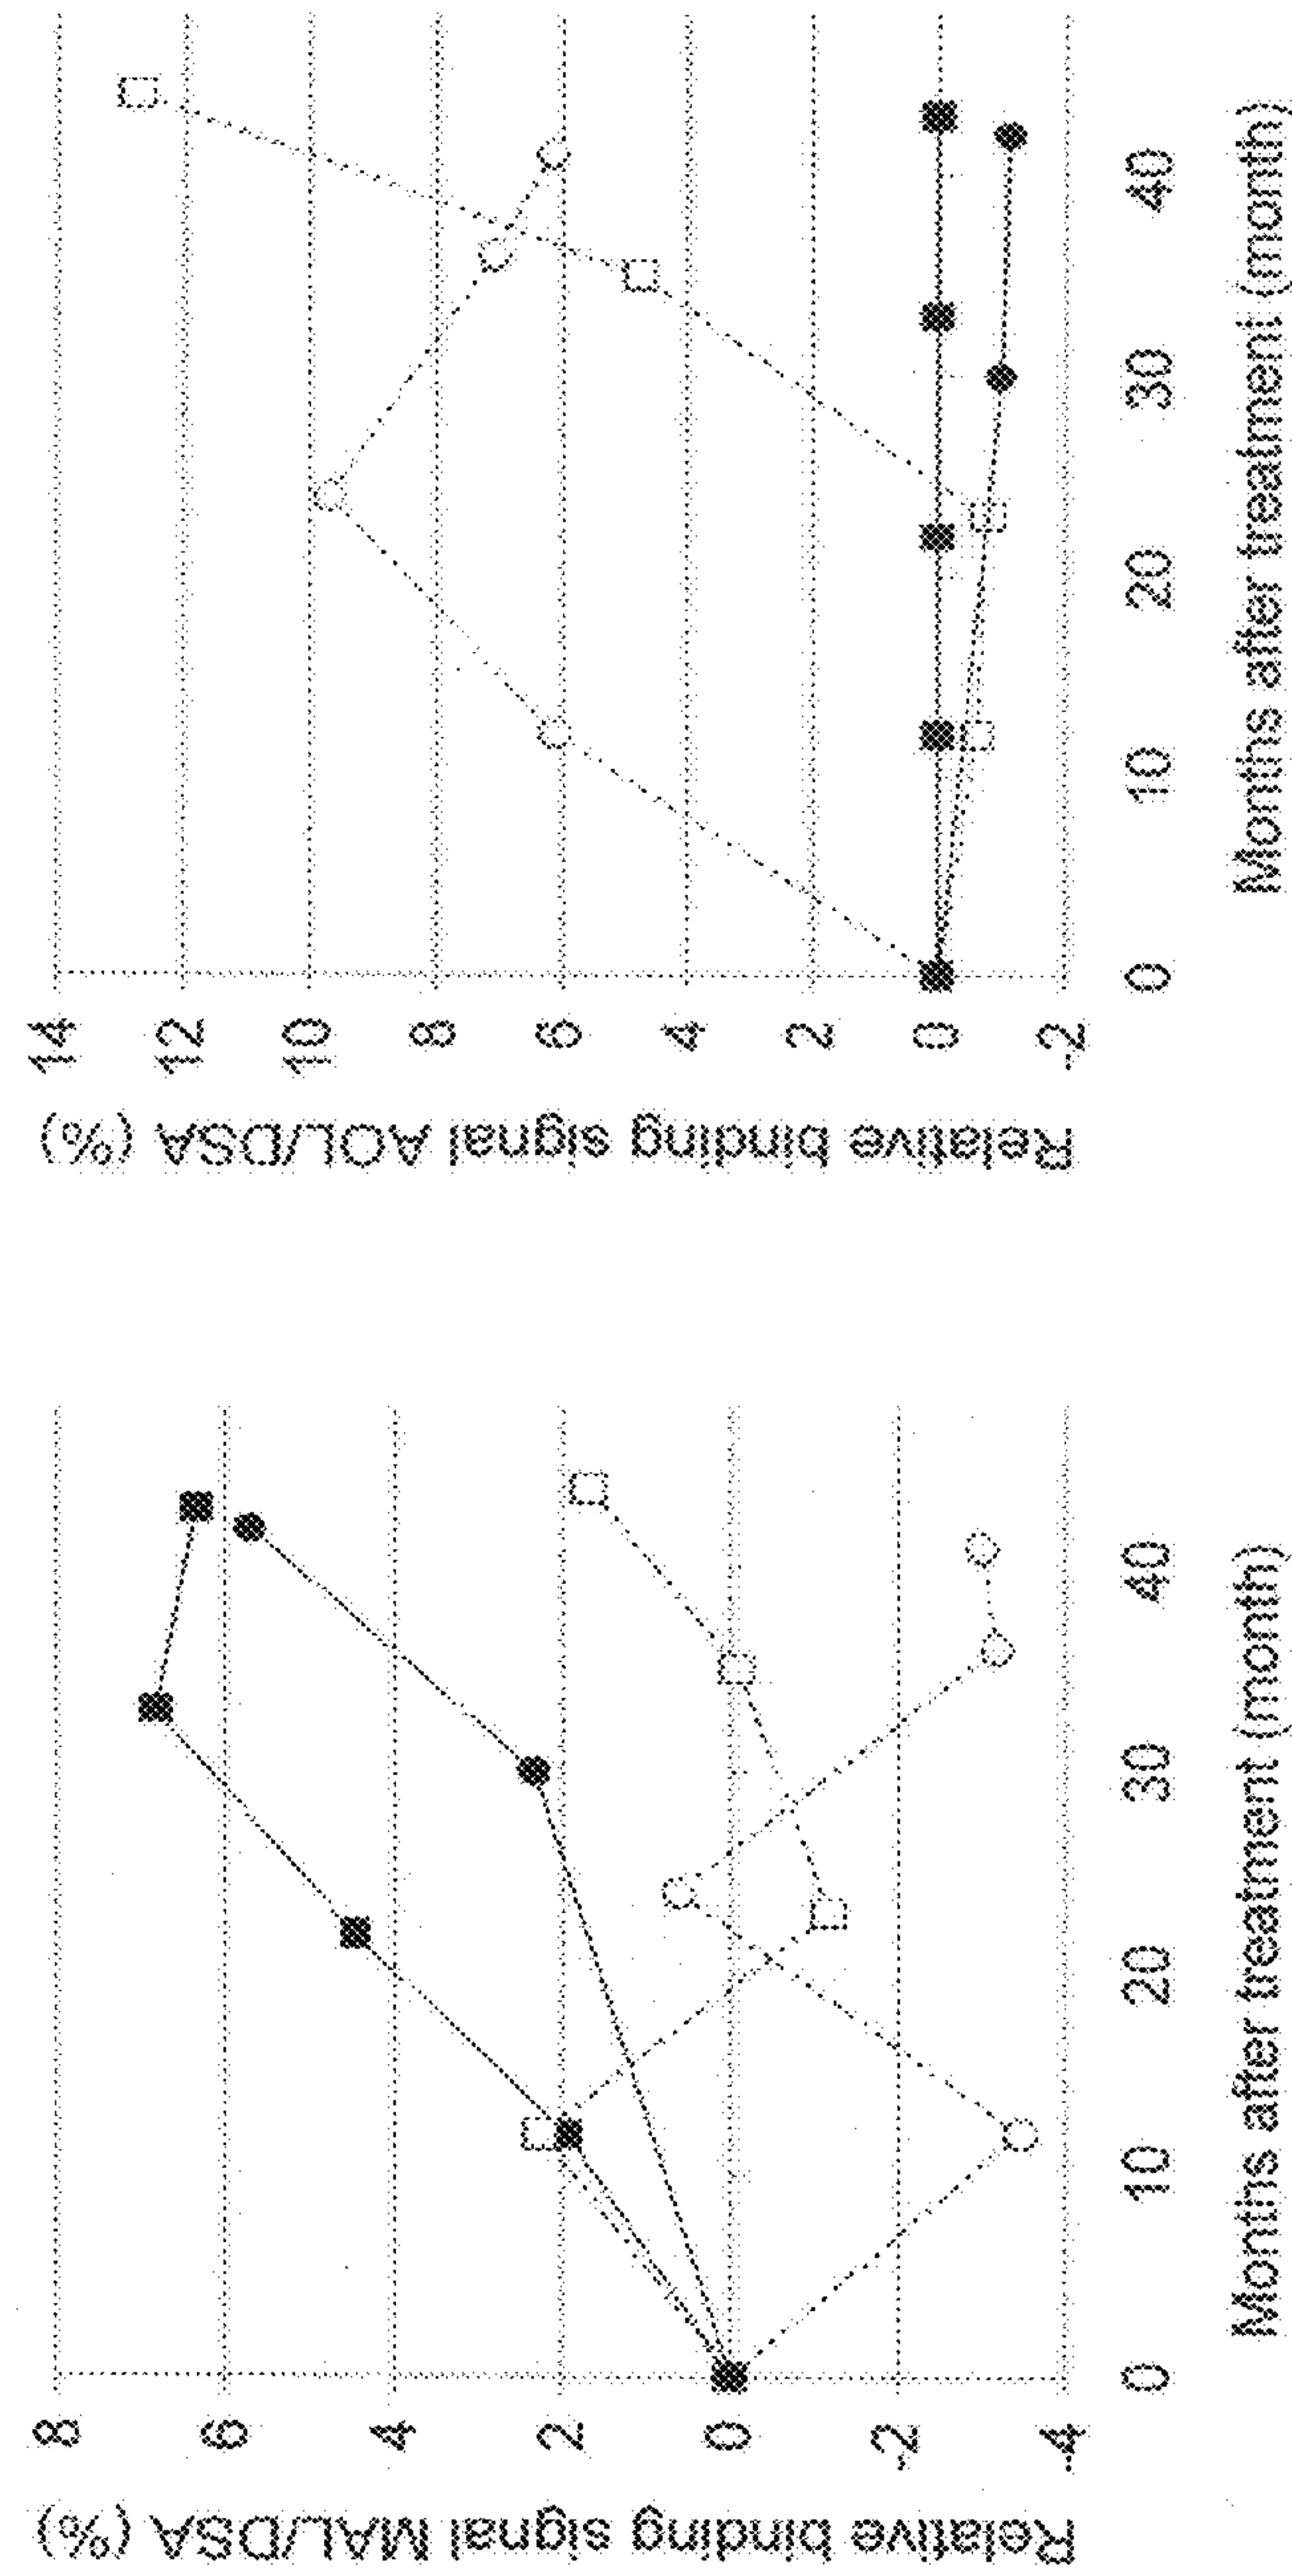 Relative binding signal MAL/DSA (%)
8
6
4
2
0
-2
-4
0 10 20 30 40
Months after treatment (month)
Relative binding signal AOL/DSA (%)
14
12
10
8
6
4
2
0
-2
0 10 20 30 40
Months after treatment (month)